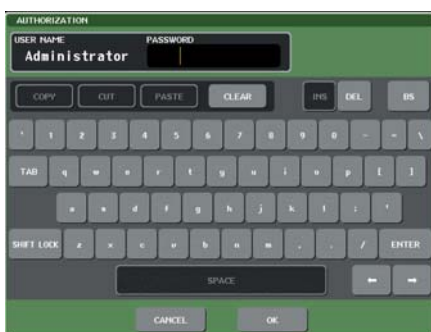 AUTHORIZATION
USER NAME PASSWORD
Administrator
COPY CUT PASTE CLEAR INS DEL BS
' 1 2 3 4 5 6 7 8 9 0 - = \
TAB q w e r t y u i o p [ ]
a s d f g h j k l ; '
SHIFT LOCK z x c v b n m , . / ENTER
SPACE ← →
CANCEL OK